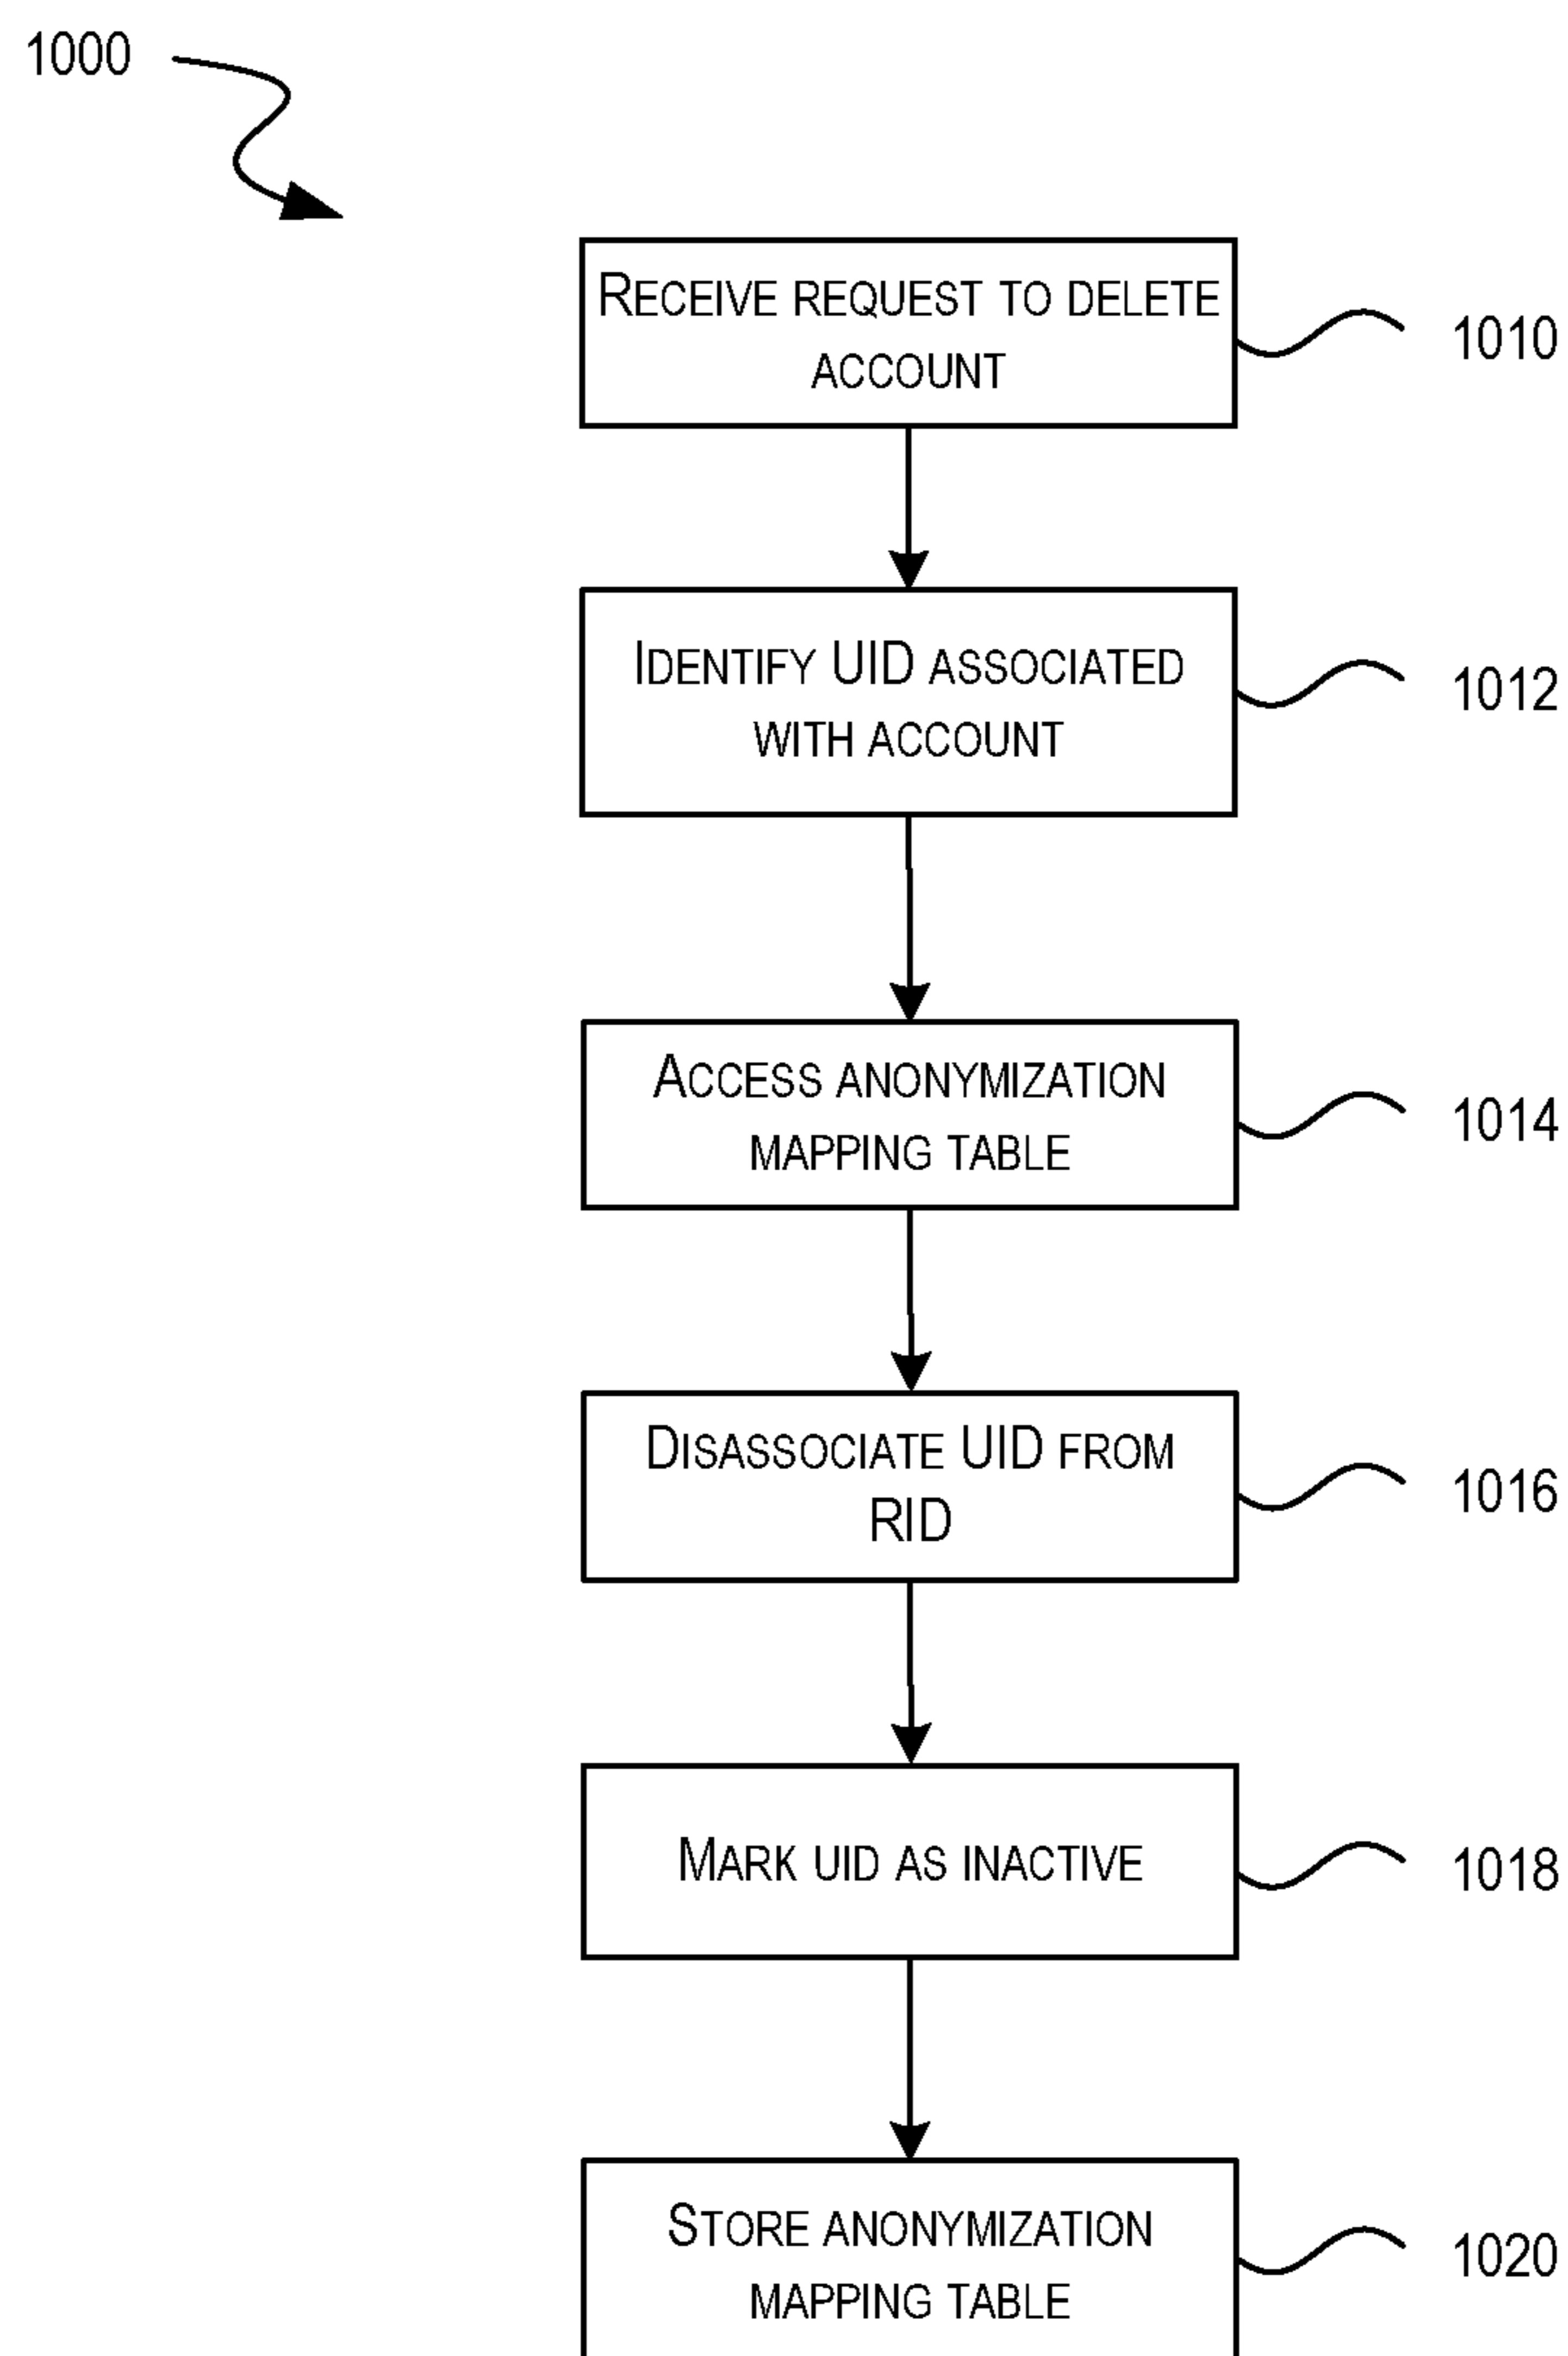 1000
RECEIVE REQUEST TO DELETE
ACCOUNT
1010
IDENTIFY UID ASSOCIATED
WITH ACCOUNT
1012
ACCESS ANONYMIZATION
MAPPING TABLE
1014
DISASSOCIATE UID FROM
RID
1016
MARK UID AS INACTIVE
1018
STORE ANONYMIZATION
MAPPING TABLE
1020